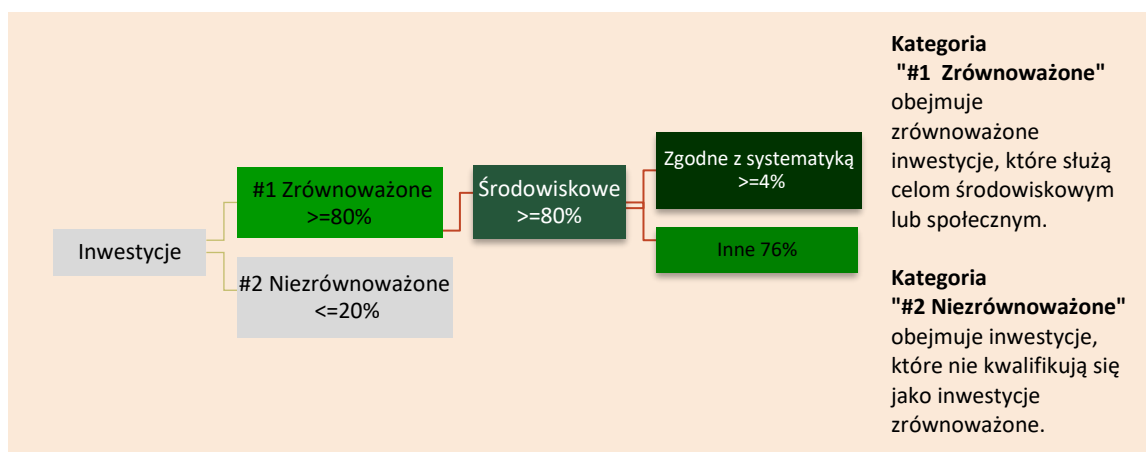 Inwestycje
#1 Zrównoważone
>=80%
#2 Niezrównoważone
<=20%
Środowiskowe
>=80%
Zgodne z systematyką
>=4%
Inne 76%
Kategoria
"#1 Zrównoważone"
obejmuje
zrównoważone
inwestycje, które służą
celom środowiskowym
lub społecznym.
Kategoria
"#2 Niezrównoważone"
obejmuje inwestycje,
które nie kwalifikują się
jako inwestycje
zrównoważone.